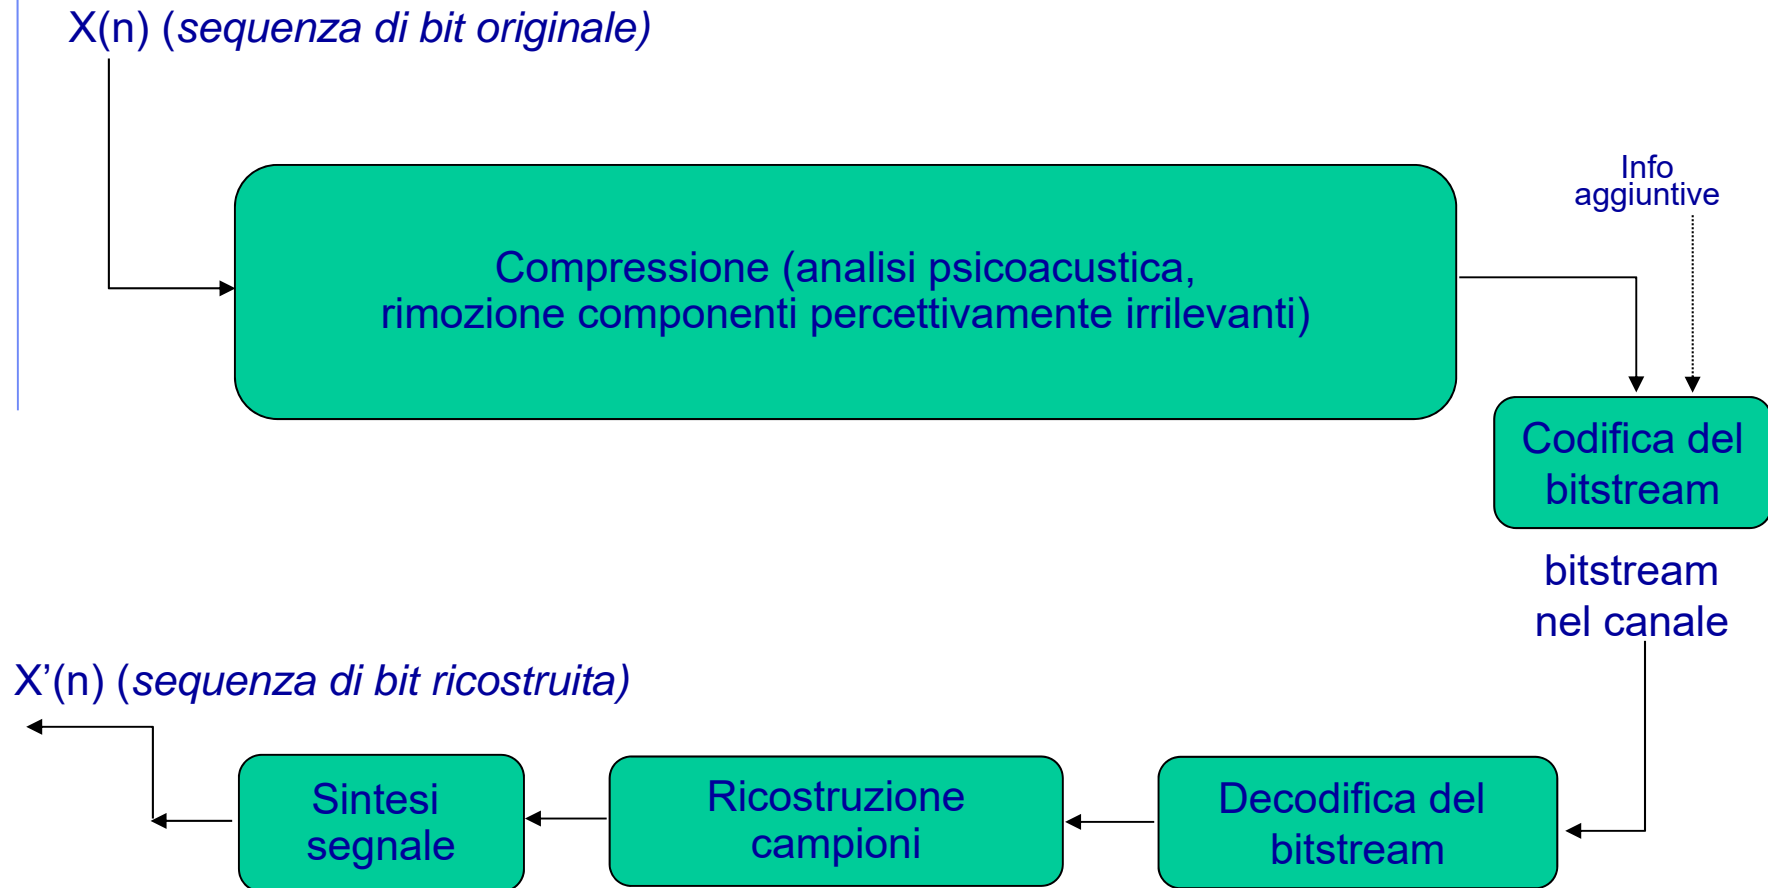 X(n) (sequenza di bit originale)
Info
aggiuntive
Compressione (analisi psicoacustica,
rimozione componenti percettivamente irrilevanti)
Codifica del
bitstream
bitstream
nel canale
X’(n) (sequenza di bit ricostruita)
Sintesi
segnale
Ricostruzione
campioni
Decodifica del
bitstream